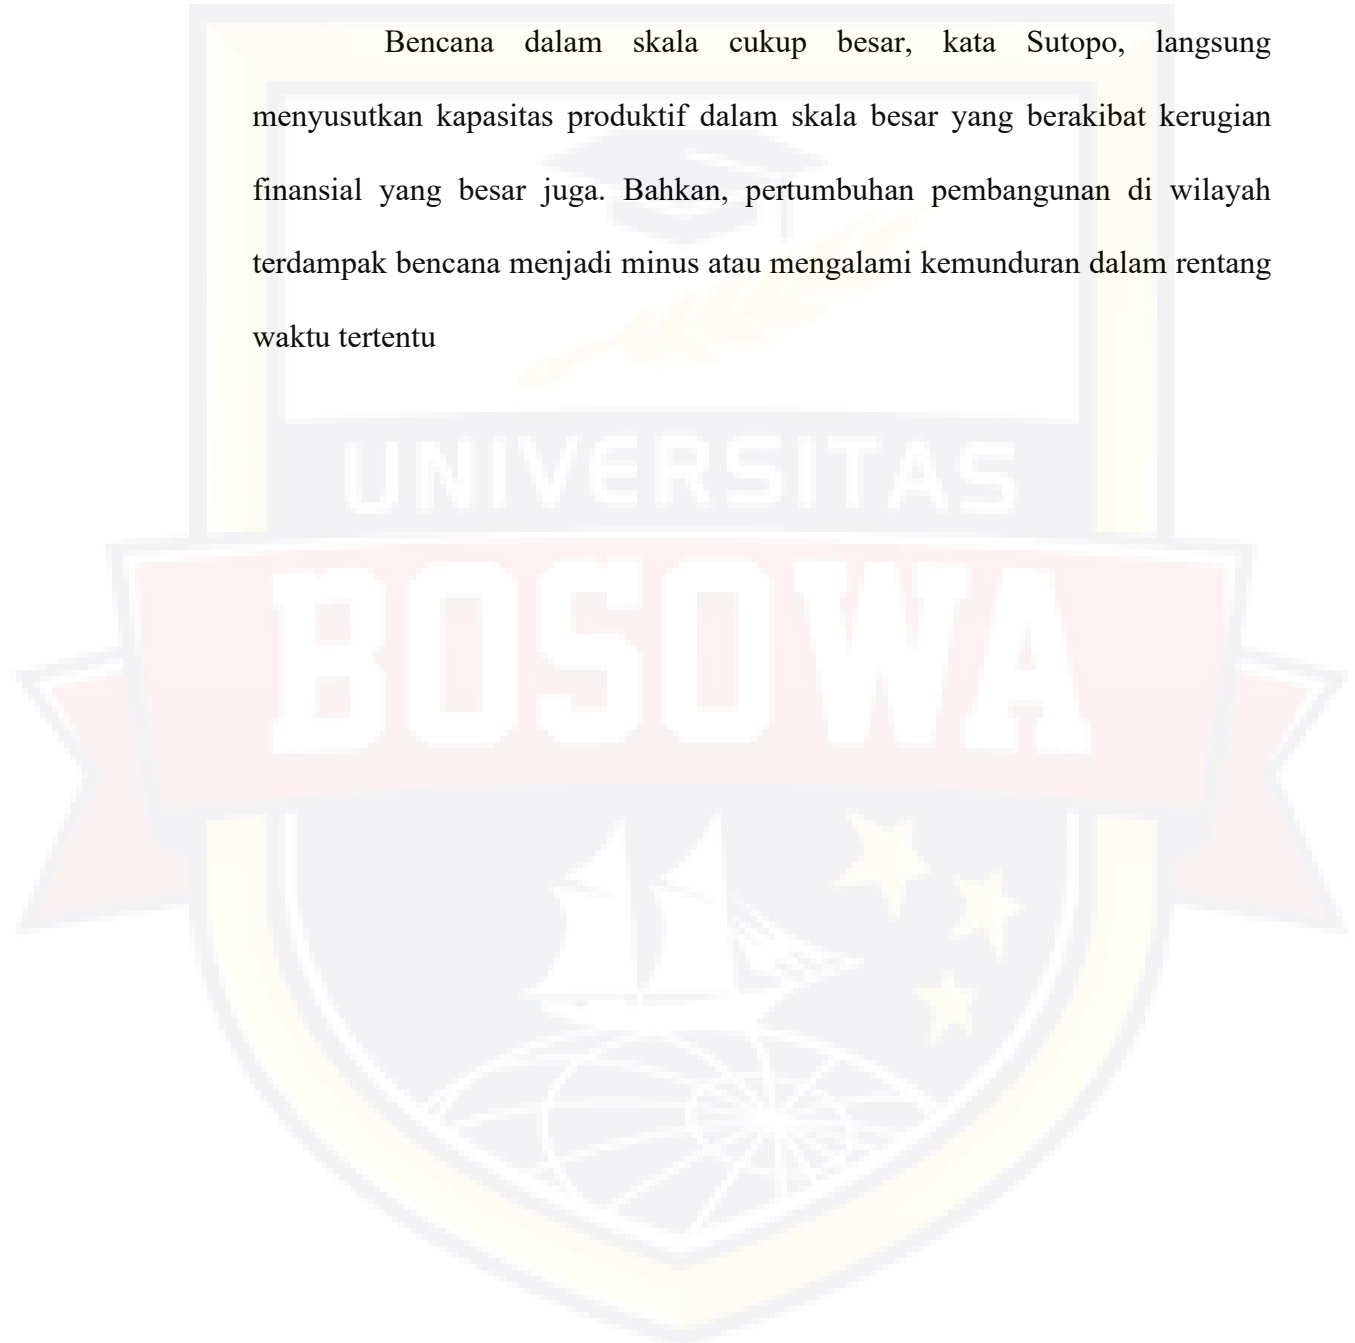 Bencana dalam skala cukup besar, kata Sutopo, langsung
menyusutkan kapasitas produktif dalam skala besar yang berakibat kerugian
finansial yang besar juga. Bahkan, pertumbuhan pembangunan di wilayah
terdampak bencana menjadi minus atau mengalami kemunduran dalam rentang
waktu tertentu
UNIVERSITAS
BOSOWA